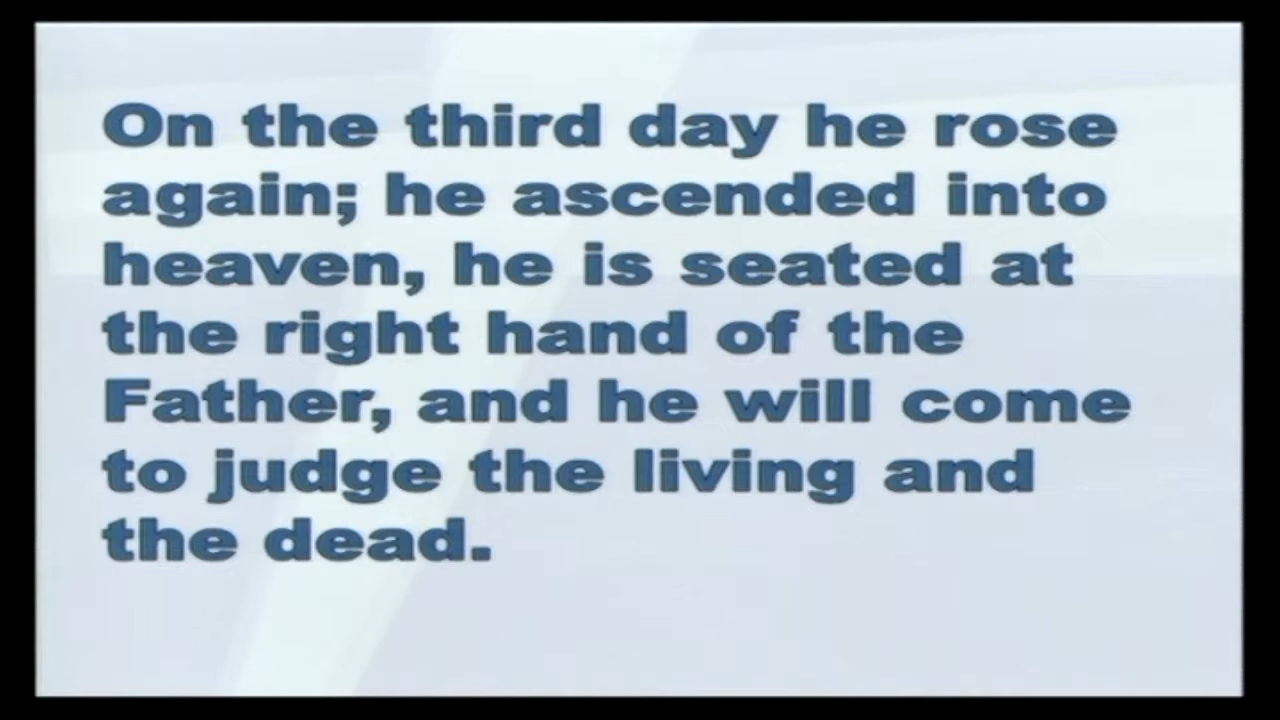 On the third day he rose
again; he ascended into
heaven, he is seated at
the right hand of the
Father, and he will come
to judge the living and
the dead.